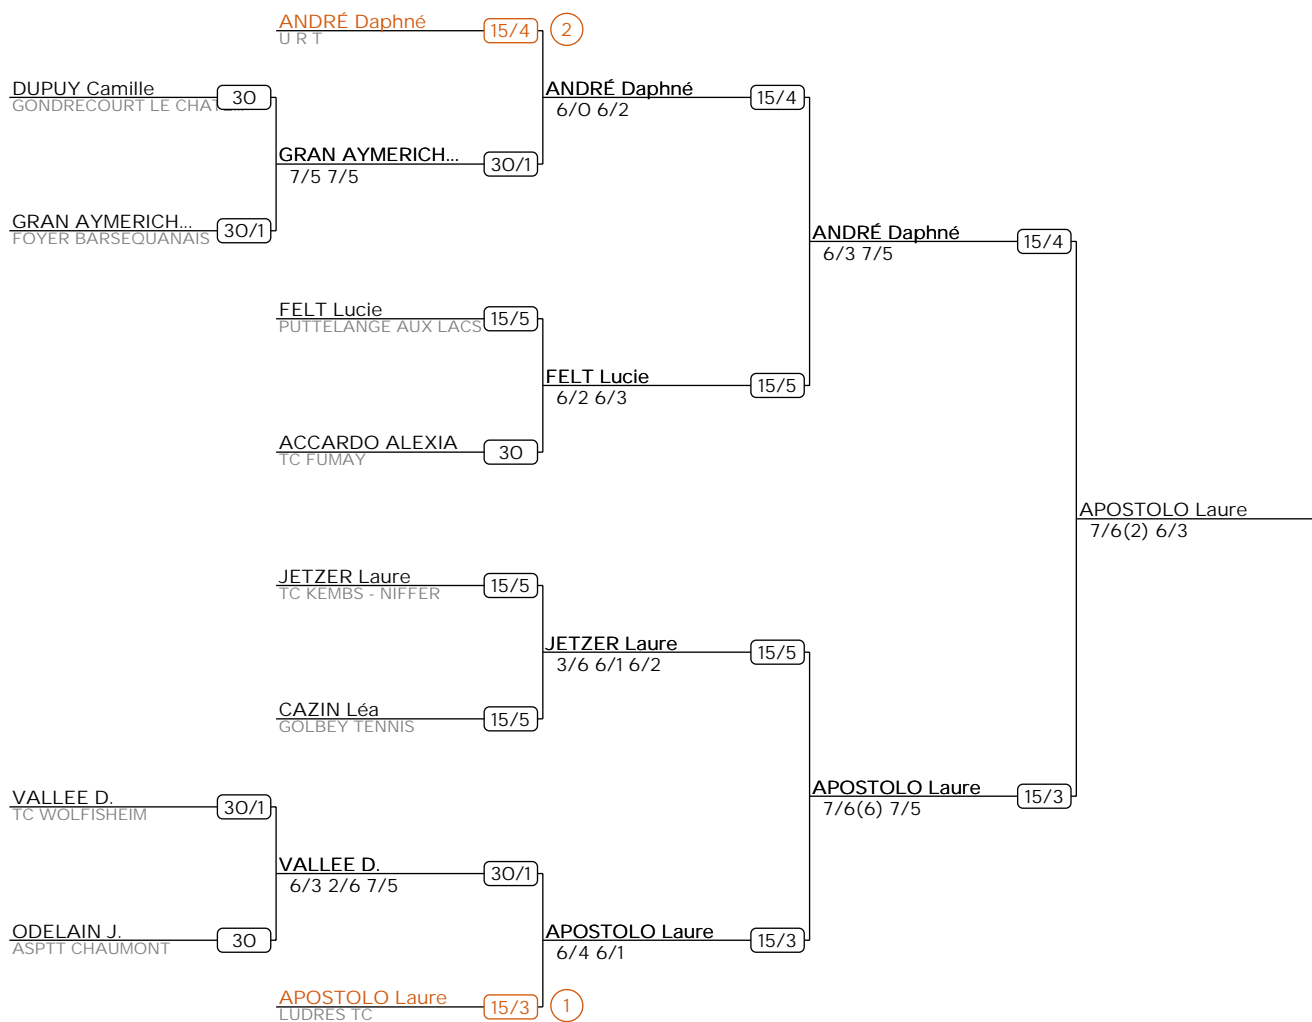 ANDRÉ Daphné
U R T
15/4
2
DUPUY Camille
GONDRECOURT LE CHATE...
30
ANDRÉ Daphné
6/0 6/2
15/4
GRAN AYMERICH...
7/5 7/5
30/1
GRAN AYMERICH...
FOYER BARSEQUANAIS
30/1
ANDRÉ Daphné
6/3 7/5
15/4
FELT Lucie
PUTTELANGE AUX LACS
15/5
FELT Lucie
6/2 6/3
15/5
ACCARDO ALEXIA
TC FUMAY
30
APOSTOLO Laure
7/6(2) 6/3
JETZER Laure
TC KEMBS - NIFFER
15/5
JETZER Laure
3/6 6/1 6/2
15/5
CAZIN Léa
GOLBEY TENNIS
15/5
APOSTOLO Laure
7/6(6) 7/5
15/3
VALLEE D.
TC WOLFISHEIM
30/1
VALLEE D.
6/3 2/6 7/5
30/1
ODELAIN J.
ASPTT CHAUMONT
30
APOSTOLO Laure
6/4 6/1
15/3
APOSTOLO Laure
LUDRES TC
15/3
1